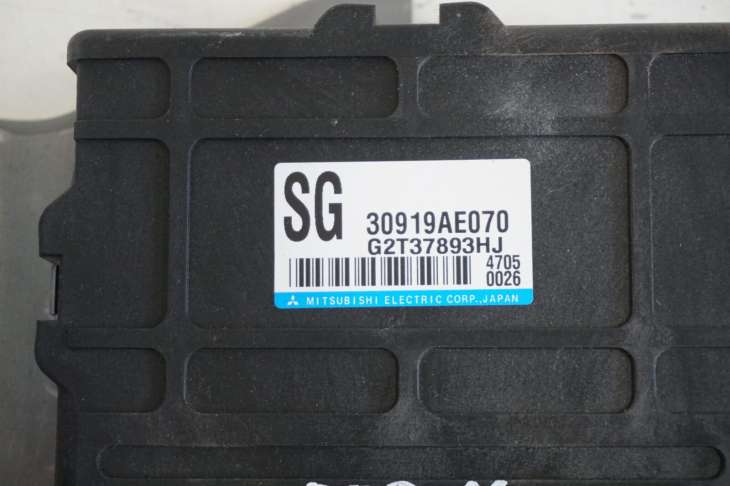 SG 30919AE070
G2T37893HJ
4705
0026
MITSUBISHI ELECTRIC CORP., JAPAN